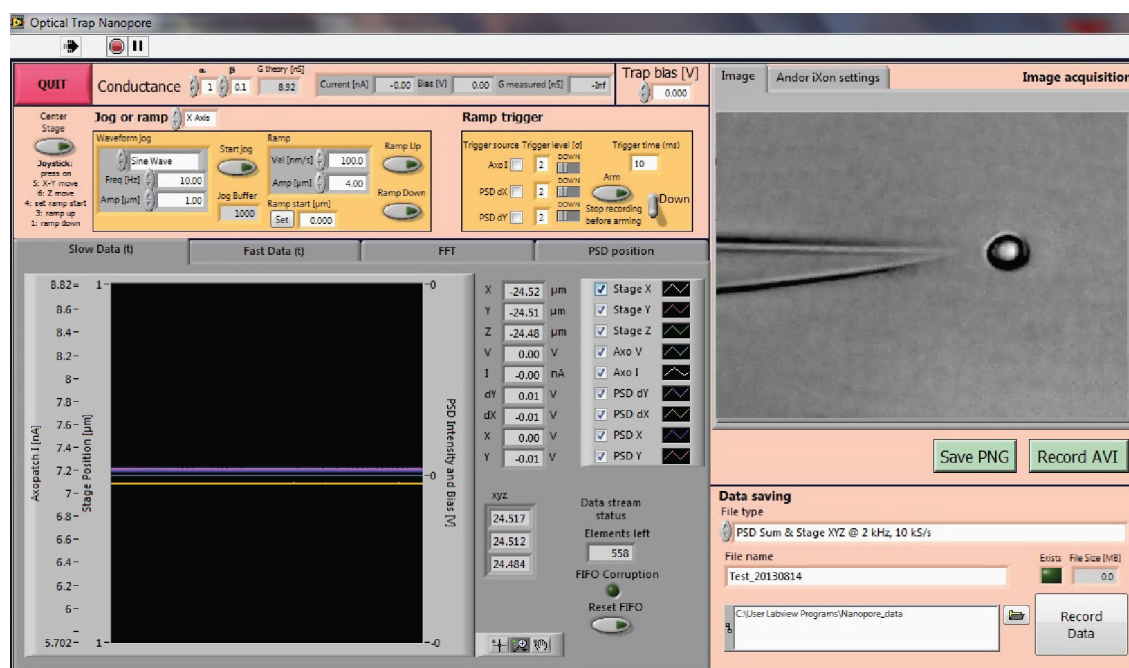 Optical Trap Nanopore
QUIT
Conductance
α β G theory [nS]
1 0.1 8.92
Current [nA] -0.00 Bias [V] 0.00 G measured [nS] -Inf
Trap bias [V]
0.000
Center
Stage
Joystick:
press on
5: X-Y move
6: Z move
4: set ramp start
3: ramp up
1: ramp down
Jog or ramp X Axis
Waveform jog
Sine Wave
Freq [Hz] 10.00
Amp [µm] 1.00
Start jog
Jog Buffer
1000
Ramp
Vel [nm/s] 100.0
Amp [µm] 4.00
Ramp start [µm]
Set 0.000
Ramp Up
Ramp Down
Ramp trigger
Trigger source Trigger level [σ] Trigger time (ms)
Axo I 2 DOWN
PSD dX 2 DOWN
PSD dY 2 DOWN
10
Arm
Stop recording
before arming
Down
Slow Data (t) Fast Data (t) FFT PSD position
Axopatch I [nA]
8.82
8.6
8.4
8.2
8
7.8
7.6
7.4
7.2
7
6.8
6.6
6.4
6.2
6
5.702
Stage Position [µm]
1
1
PSD Intensity and Bias [V]
0
0
0
X -24.52 µm
Y -24.51 µm
Z -24.48 µm
V 0.00 V
I -0.00 nA
dY 0.01 V
dX -0.01 V
X 0.00 V
Y -0.01 V
Stage X
Stage Y
Stage Z
Axo V
Axo I
PSD dY
PSD dX
PSD X
PSD Y
xyz
24.517
24.512
24.484
Data stream
status
Elements left
558
FIFO Corruption
Reset FIFO
Image Andor iXon settings Image acquisition
Save PNG Record AVI
Data saving
File type
PSD Sum & Stage XYZ @ 2 kHz, 10 kS/s
File name
Test_20130814
Exists File Size [MB]
0.0
C:\User Labview Programs\Nanopore_data
Record
Data